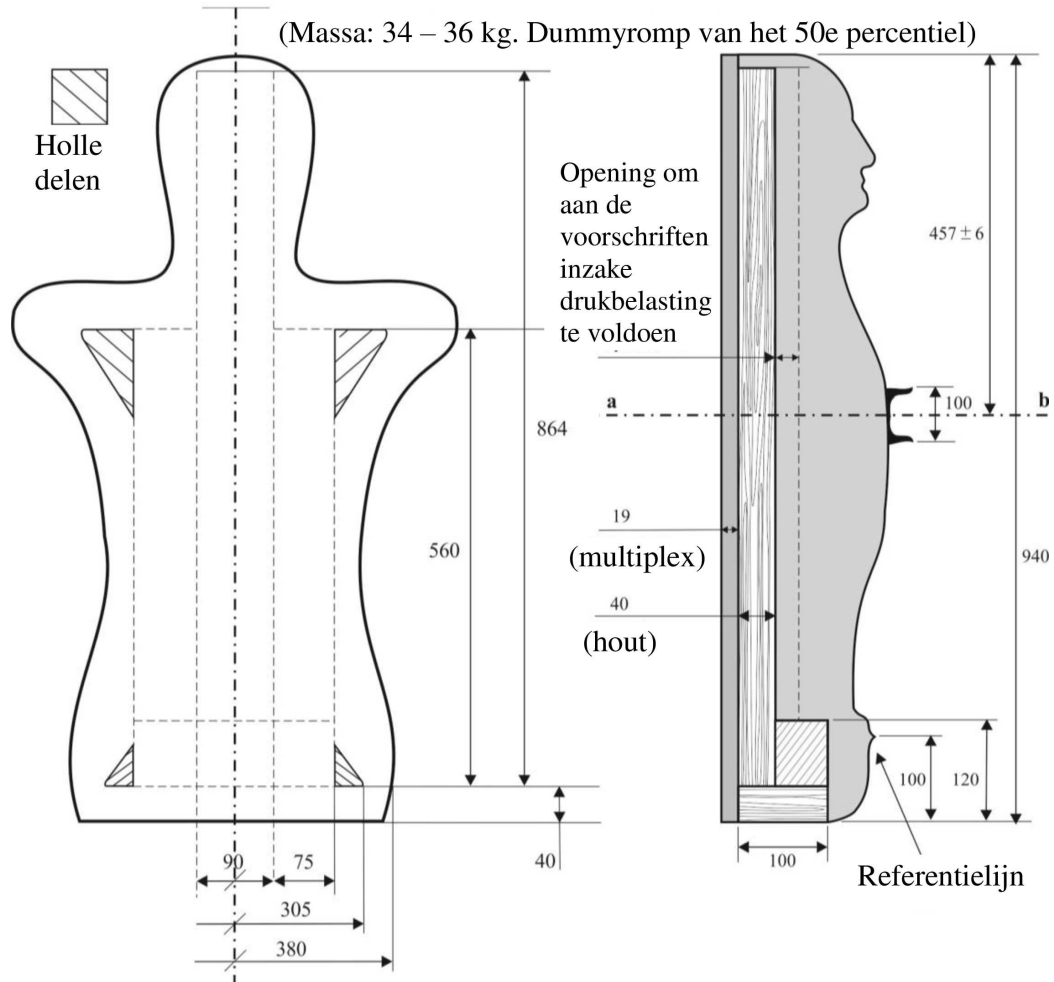 (Massa: 34 – 36 kg. Dummyromp van het 50e percentiel)
Holle
delen
Opening om
aan de
voorschriften
inzake
drukbelasting
te voldoen
457±6
a
b
100
864
560
19
(multiplex)
940
40
(hout)
100
120
90
75
40
100
Referentielijn
305
380